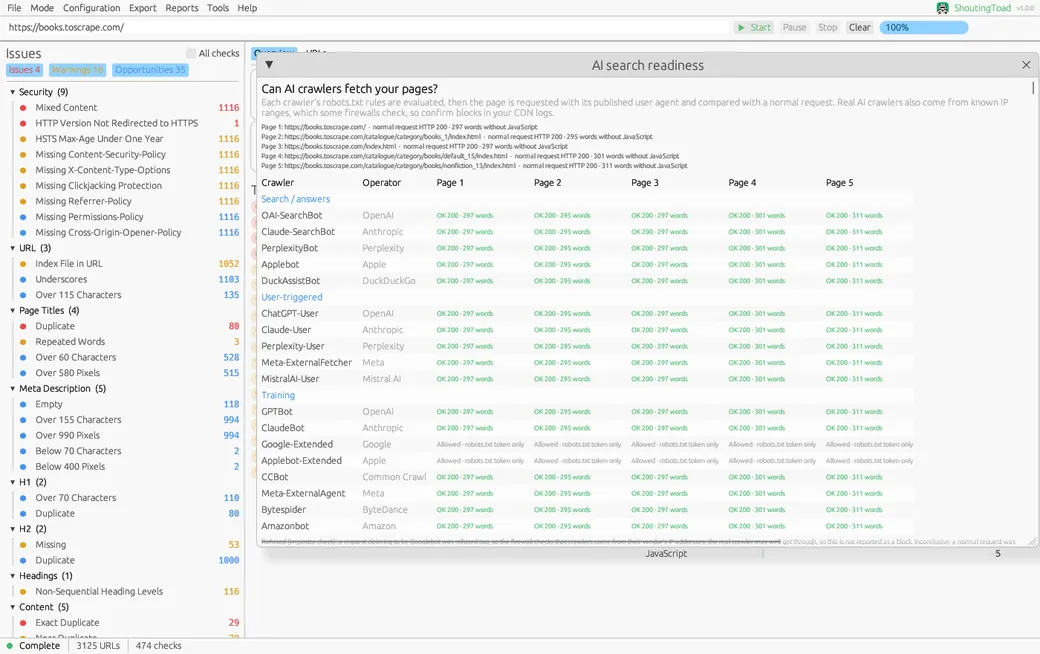 File Mode Configuration Export Reports Tools Help
ShoutingToad v1.0.0
https://books.toscrape.com/
Start Pause Stop Clear 100%
Issues
All checks
Issues 4 Warnings 16 Opportunities 35
Security (9)
Mixed Content 1116
HTTP Version Not Redirected to HTTPS 1
HSTS Max-Age Under One Year 1116
Missing Content-Security-Policy 1116
Missing X-Content-Type-Options 1116
Missing Clickjacking Protection 1116
Missing Referrer-Policy 1116
Missing Permissions-Policy 1116
Missing Cross-Origin-Opener-Policy 1116
URL (3)
Index File in URL 1052
Underscores 1103
Over 115 Characters 135
Page Titles (4)
Duplicate 80
Repeated Words 3
Over 60 Characters 528
Over 580 Pixels 515
Meta Description (5)
Empty 118
Over 155 Characters 994
Over 990 Pixels 994
Below 70 Characters 2
Below 400 Pixels 2
H1 (2)
Over 70 Characters 110
Duplicate 80
H2 (2)
Missing 53
Duplicate 1000
Headings (1)
Non-Sequential Heading Levels 116
Content (5)
Exact Duplicate 29
AI search readiness
Can AI crawlers fetch your pages?
Each crawler's robots.txt rules are evaluated, then the page is requested with its published user agent and compared with a normal request. Real AI crawlers also come from known IP
ranges, which some firewalls check, so confirm blocks in your CDN logs.
Page 1: https://books.toscrape.com/ · normal request HTTP 200 · 297 words without JavaScript
Page 2: https://books.toscrape.com/catalogue/category/books_1/index.html · normal request HTTP 200 · 295 words without JavaScript
Page 3: https://books.toscrape.com/index.html · normal request HTTP 200 · 297 words without JavaScript
Page 4: https://books.toscrape.com/catalogue/category/books/default_15/index.html · normal request HTTP 200 · 301 words without JavaScript
Page 5: https://books.toscrape.com/catalogue/category/books/nonfiction_13/index.html · normal request HTTP 200 · 311 words without JavaScript
Crawler Operator Page 1 Page 2 Page 3 Page 4 Page 5
Search / answers
OAI-SearchBot OpenAI OK 200 · 297 words OK 200 · 295 words OK 200 · 297 words OK 200 · 301 words OK 200 · 311 words
Claude-SearchBot Anthropic OK 200 · 297 words OK 200 · 295 words OK 200 · 297 words OK 200 · 301 words OK 200 · 311 words
PerplexityBot Perplexity OK 200 · 297 words OK 200 · 295 words OK 200 · 297 words OK 200 · 301 words OK 200 · 311 words
Applebot Apple OK 200 · 297 words OK 200 · 295 words OK 200 · 297 words OK 200 · 301 words OK 200 · 311 words
DuckAssistBot DuckDuckGo OK 200 · 297 words OK 200 · 295 words OK 200 · 297 words OK 200 · 301 words OK 200 · 311 words
User-triggered
ChatGPT-User OpenAI OK 200 · 297 words OK 200 · 295 words OK 200 · 297 words OK 200 · 301 words OK 200 · 311 words
Claude-User Anthropic OK 200 · 297 words OK 200 · 295 words OK 200 · 297 words OK 200 · 301 words OK 200 · 311 words
Perplexity-User Perplexity OK 200 · 297 words OK 200 · 295 words OK 200 · 297 words OK 200 · 301 words OK 200 · 311 words
Meta-ExternalFetcher Meta OK 200 · 297 words OK 200 · 295 words OK 200 · 297 words OK 200 · 301 words OK 200 · 311 words
MistralAI-User Mistral AI OK 200 · 297 words OK 200 · 295 words OK 200 · 297 words OK 200 · 301 words OK 200 · 311 words
Training
GPTBot OpenAI OK 200 · 297 words OK 200 · 295 words OK 200 · 297 words OK 200 · 301 words OK 200 · 311 words
ClaudeBot Anthropic OK 200 · 297 words OK 200 · 295 words OK 200 · 297 words OK 200 · 301 words OK 200 · 311 words
Google-Extended Google Allowed · robots.txt token only Allowed · robots.txt token only Allowed · robots.txt token only Allowed · robots.txt token only Allowed · robots.txt token only
Applebot-Extended Apple Allowed · robots.txt token only Allowed · robots.txt token only Allowed · robots.txt token only Allowed · robots.txt token only Allowed · robots.txt token only
CCBot Common Crawl OK 200 · 297 words OK 200 · 295 words OK 200 · 297 words OK 200 · 301 words OK 200 · 311 words
Meta-ExternalAgent Meta OK 200 · 297 words OK 200 · 295 words OK 200 · 297 words OK 200 · 301 words OK 200 · 311 words
Bytespider ByteDance OK 200 · 297 words OK 200 · 295 words OK 200 · 297 words OK 200 · 301 words OK 200 · 311 words
Amazonbot Amazon OK 200 · 297 words OK 200 · 295 words OK 200 · 297 words OK 200 · 301 words OK 200 · 311 words
JavaScript 5
Complete 3125 URLs 474 checks